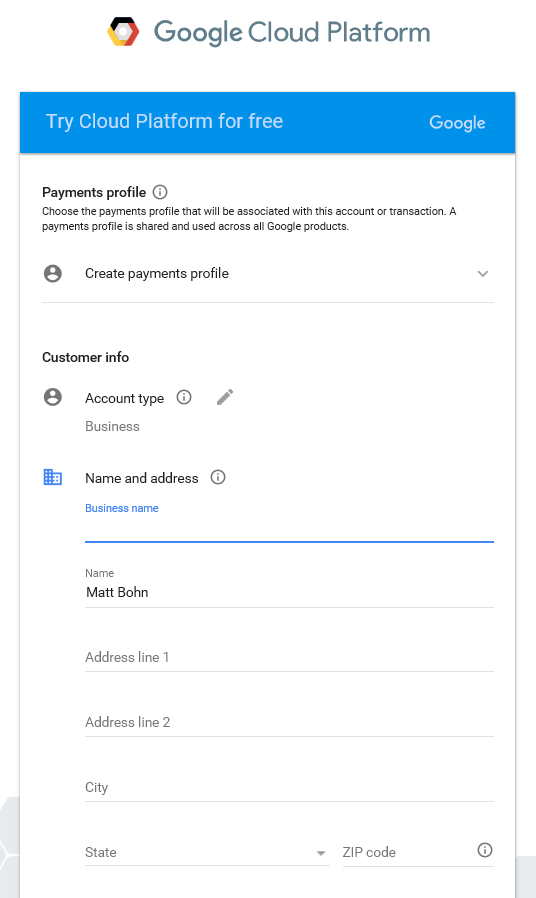 Google Cloud Platform
Try Cloud Platform for free
Google
Payments profile
Choose the payments profile that will be associated with this account or transaction. A
payments profile is shared and used across all Google products.
Create payments profile
Customer info
Account type
Business
Name and address
Business name
Name
Matt Bohn
Address line 1
Address line 2
City
State
ZIP code